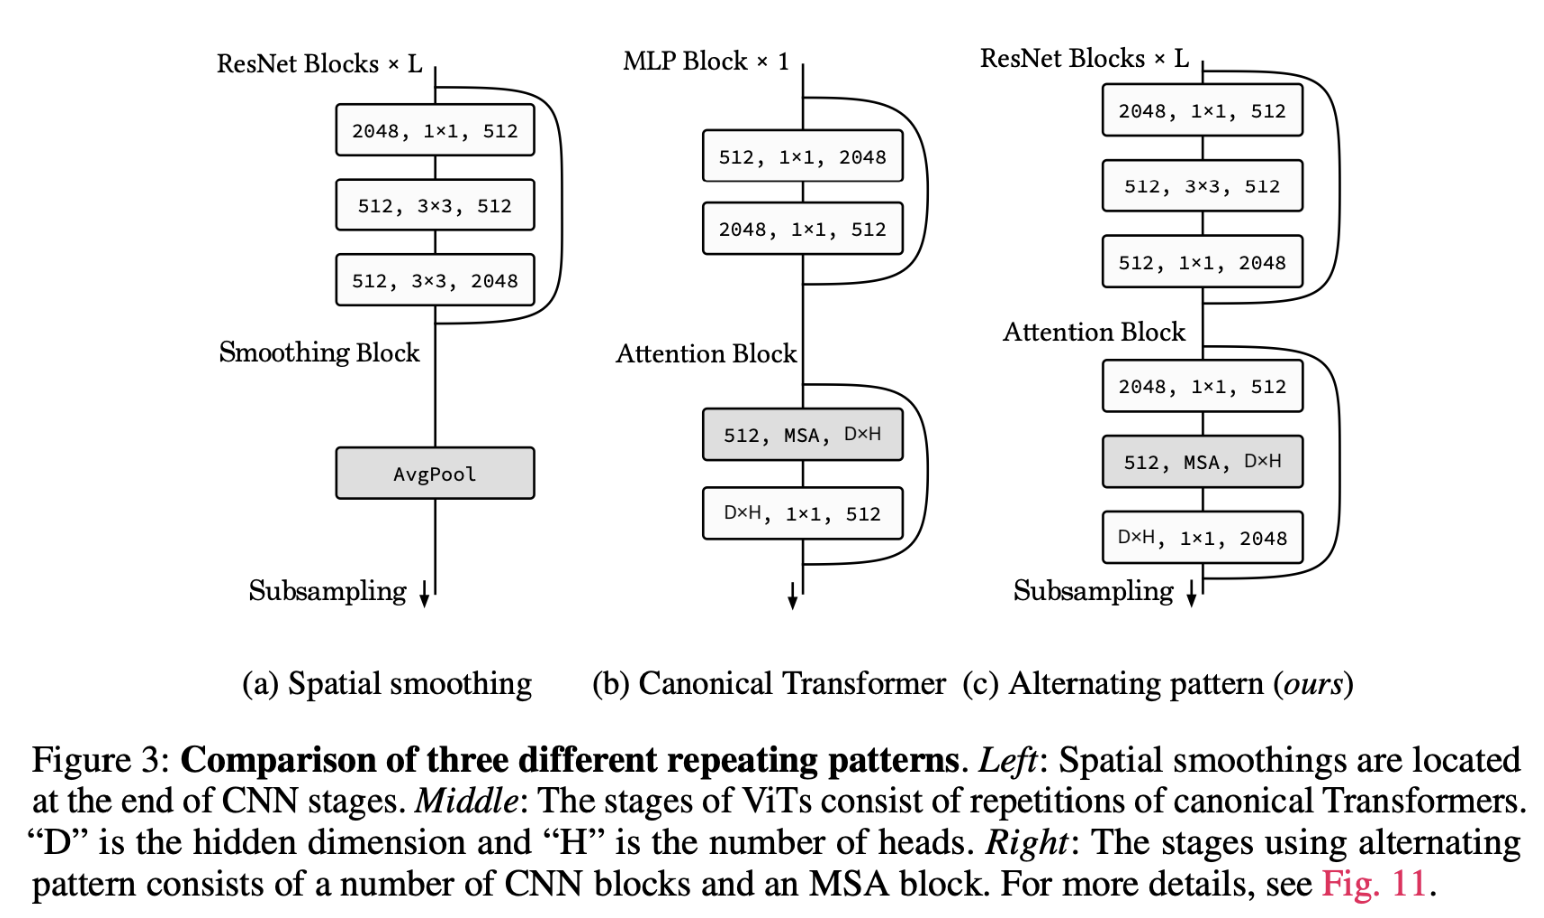 ResNet Blocks × L
2048, 1×1, 512
512, 3×3, 512
512, 3×3, 2048
Smoothing Block
AvgPool
Subsampling ↓
(a) Spatial smoothing
MLP Block × 1
512, 1×1, 2048
2048, 1×1, 512
Attention Block
512, MSA, D×H
D×H, 1×1, 512
(b) Canonical Transformer
ResNet Blocks × L
2048, 1×1, 512
512, 3×3, 512
512, 1×1, 2048
Attention Block
2048, 1×1, 512
512, MSA, D×H
D×H, 1×1, 2048
Subsampling ↓
(c) Alternating pattern (ours)
Figure 3: Comparison of three different repeating patterns. Left: Spatial smoothings are located
at the end of CNN stages. Middle: The stages of ViTs consist of repetitions of canonical Transformers.
“D” is the hidden dimension and “H” is the number of heads. Right: The stages using alternating
pattern consists of a number of CNN blocks and an MSA block. For more details, see Fig. 11.